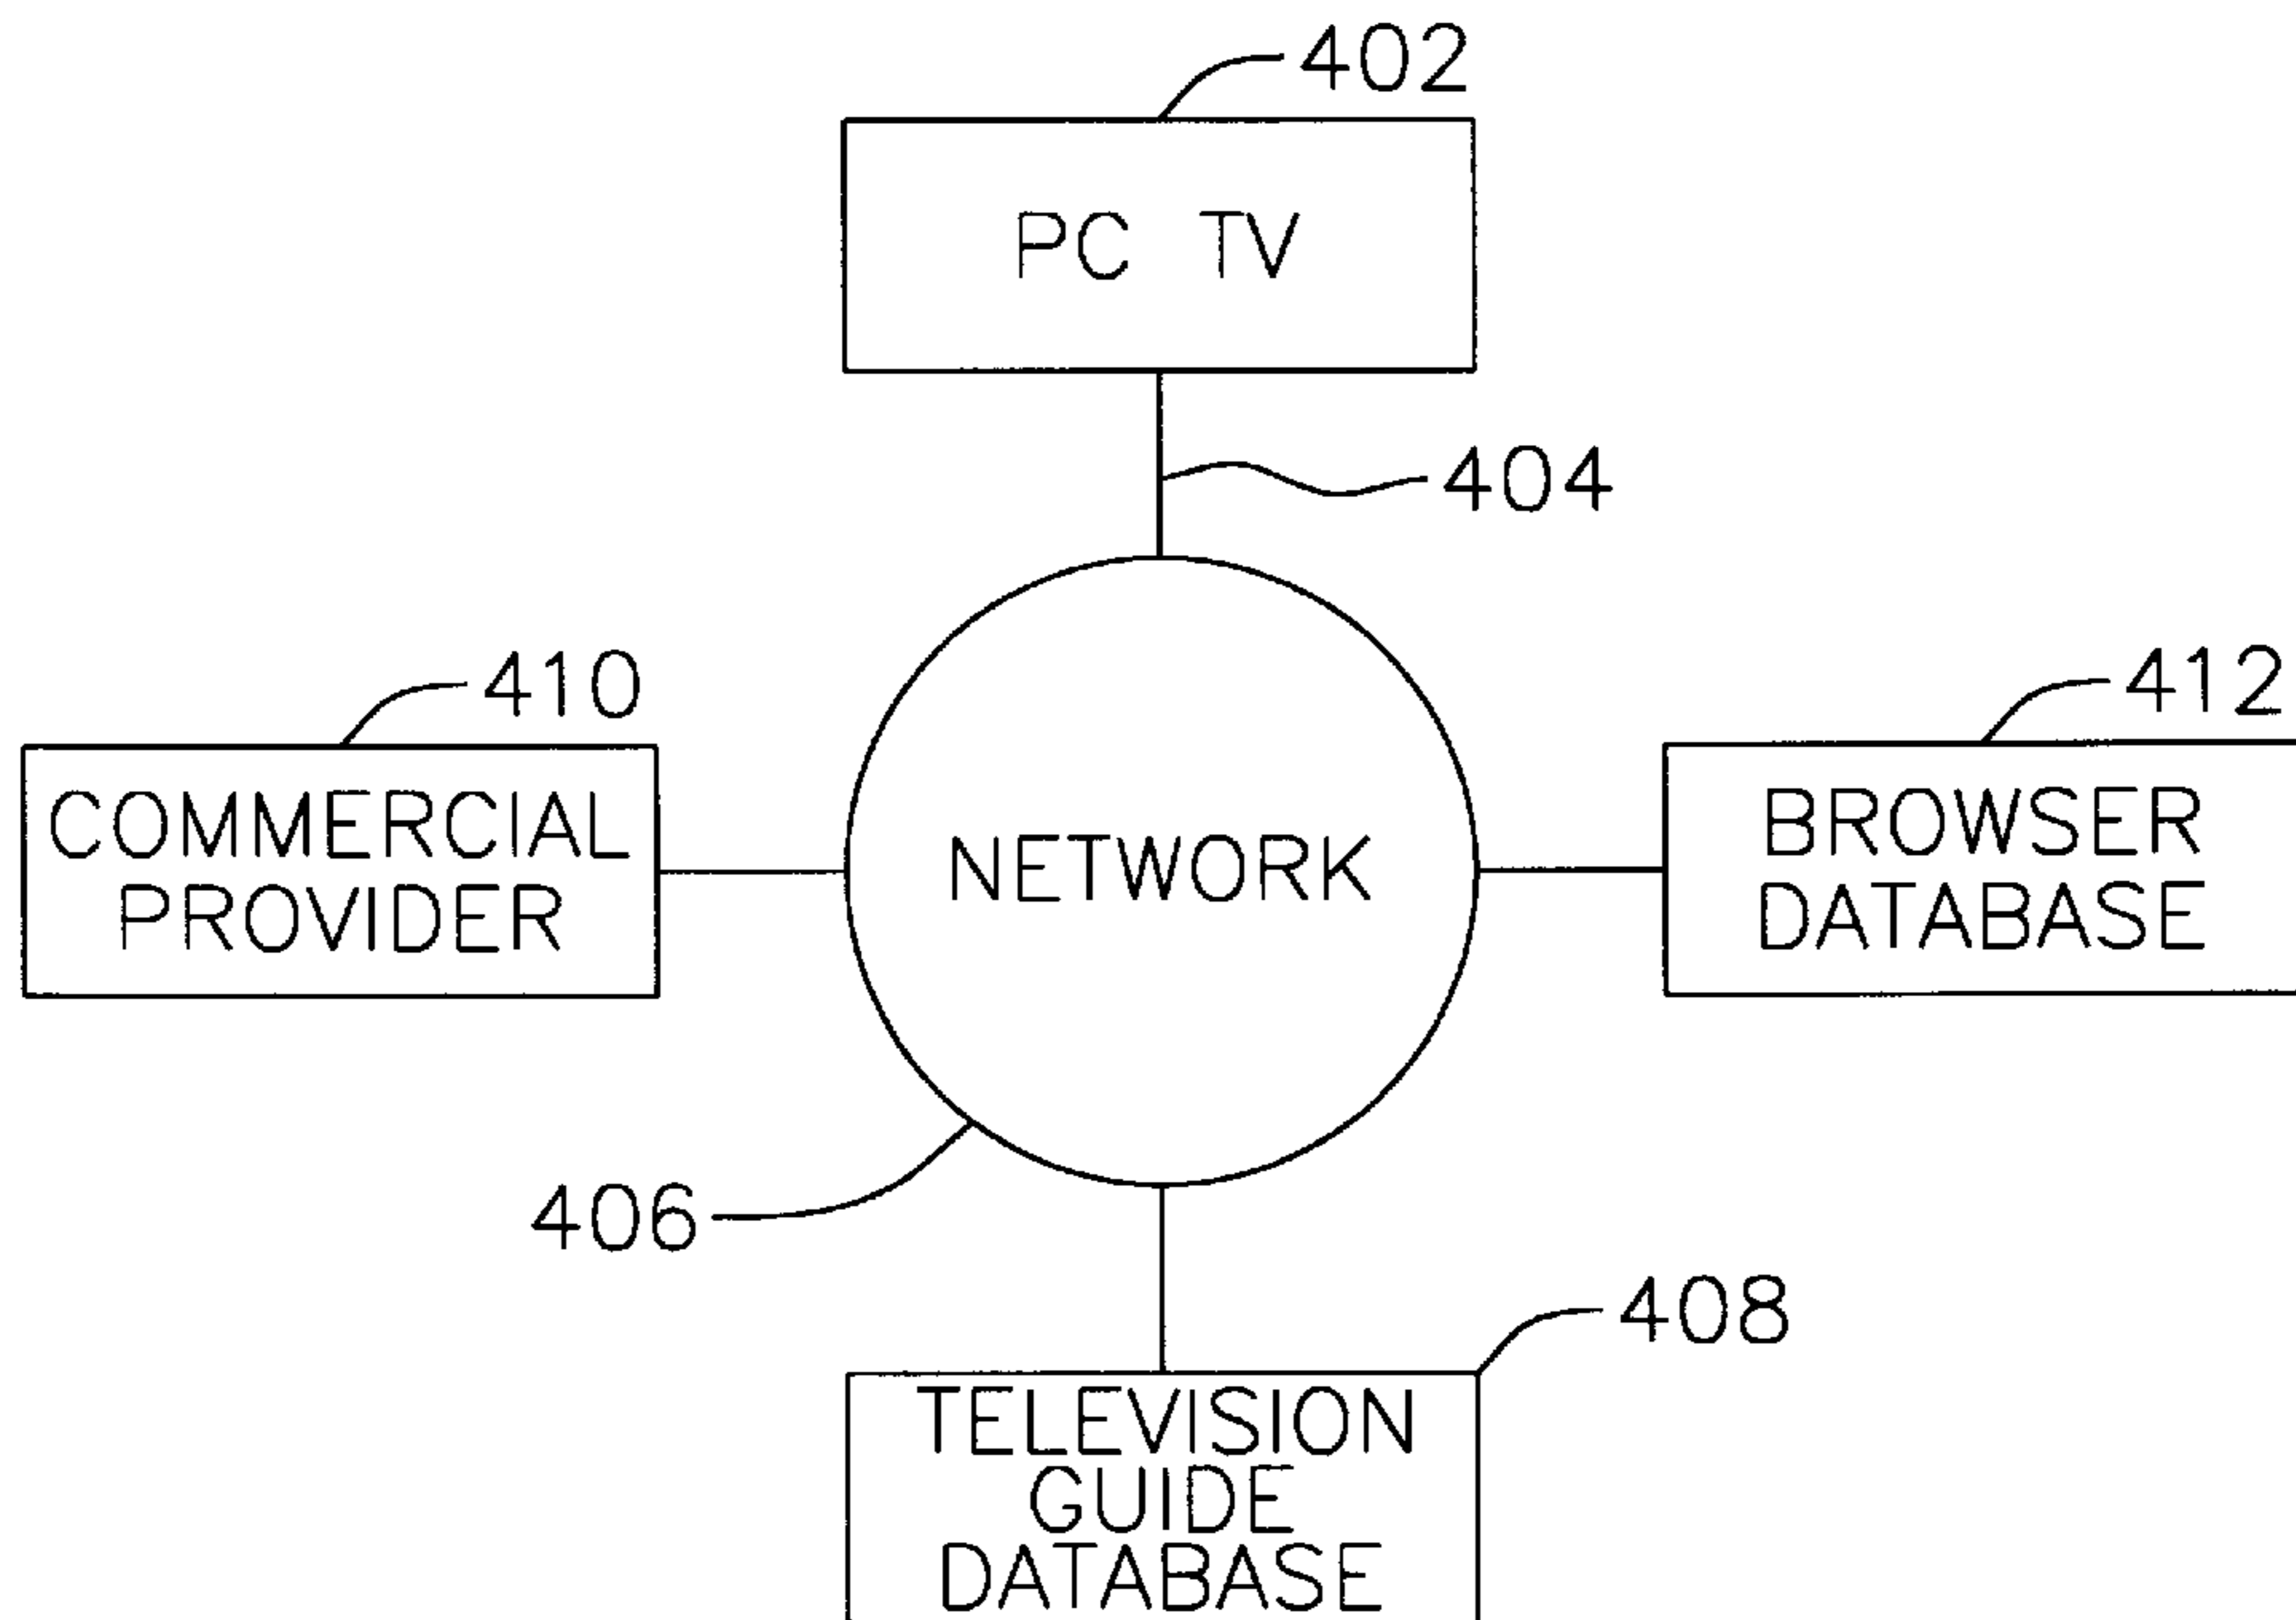 402
PC TV
404
410
412
COMMERCIAL
PROVIDER
NETWORK
BROWSER
DATABASE
406
408
TELEVISION
GUIDE
DATABASE